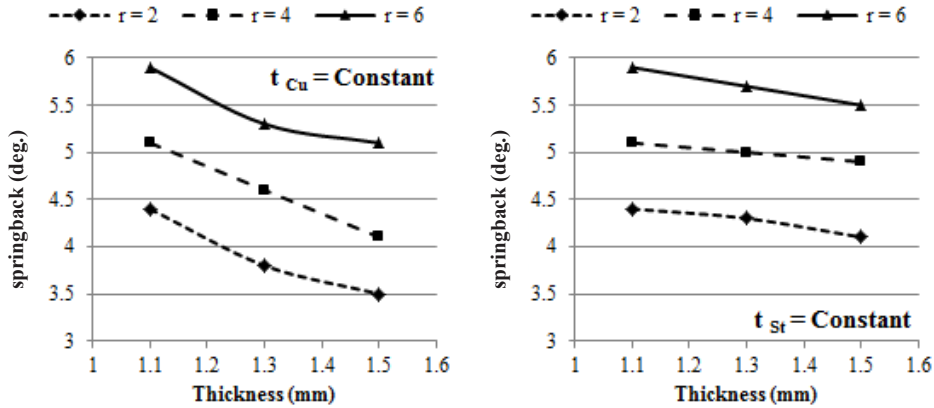 r = 2 r = 4 r = 6
6
5.5
5
4.5
4
3.5
3
springback (deg.)
t Cu = Constant
1 1.1 1.2 1.3 1.4 1.5 1.6
Thickness (mm)
r = 2 r = 4 r = 6
6
5.5
5
4.5
4
3.5
3
springback (deg.)
t St = Constant
1 1.1 1.2 1.3 1.4 1.5 1.6
Thickness (mm)